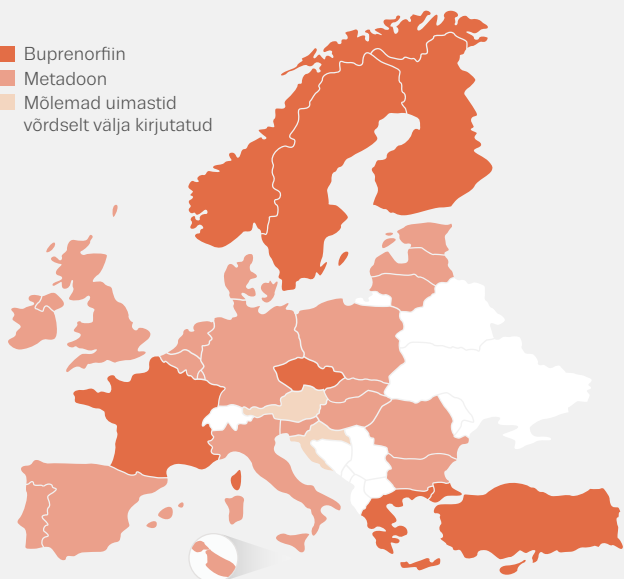 Buprenorfiin
Metadoon
Mõlemad uimastid
võrdselt välja kirjutatud